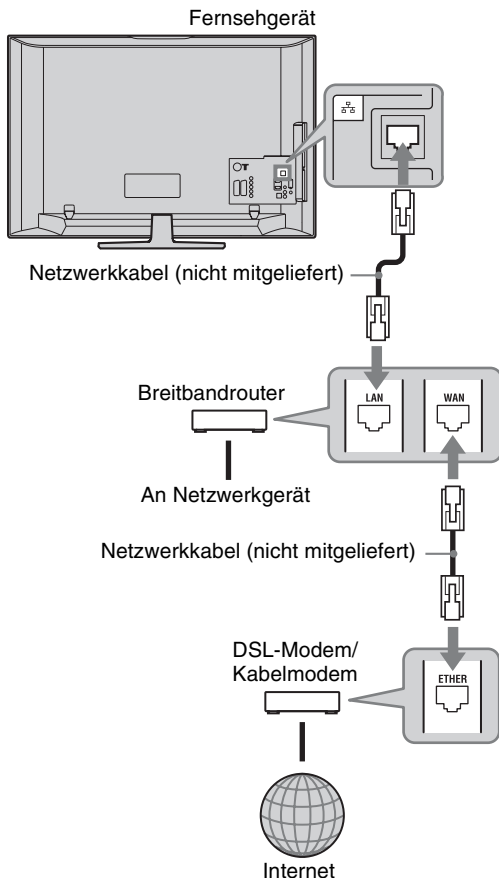 Fernsehgerät
Netzwerkkabel (nicht mitgeliefert)
Breitbandrouter
LAN
WAN
An Netzwerkgerät
Netzwerkkabel (nicht mitgeliefert)
DSL-Modem/
Kabelmodem
ETHER
Internet